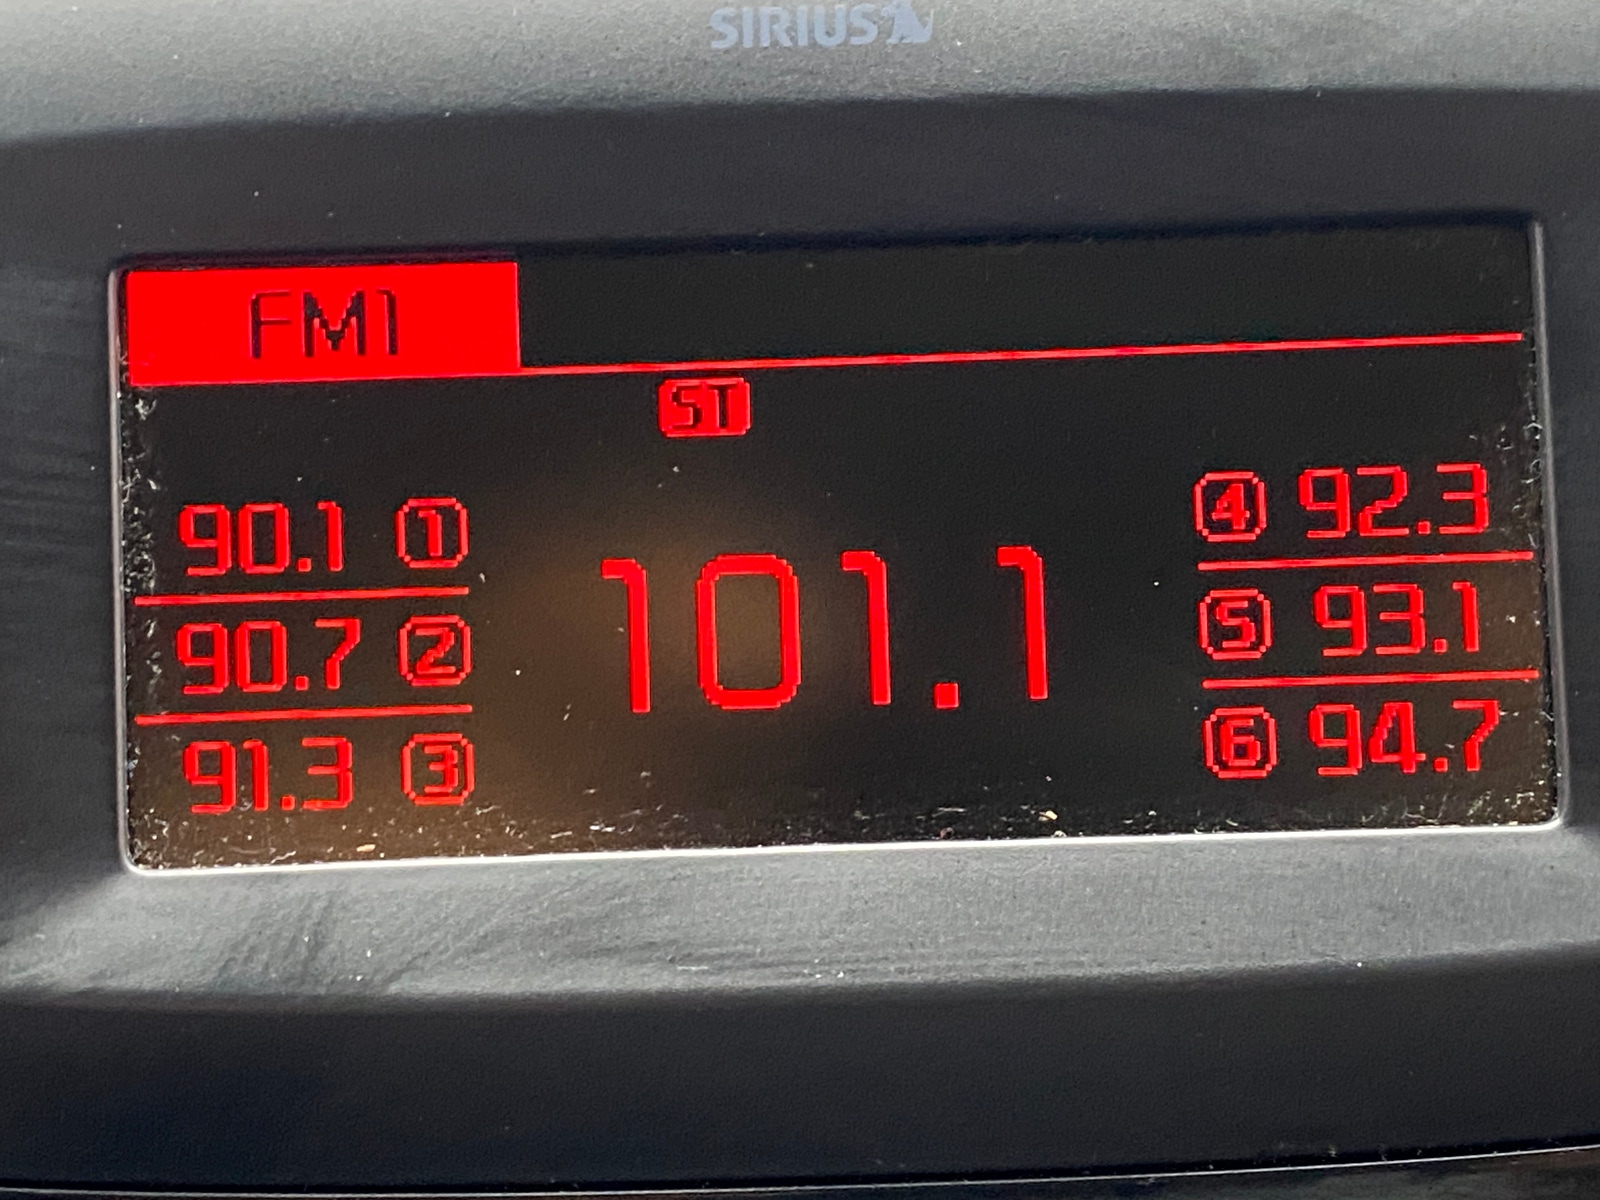 SIRIUS
FM1
ST
90.1 1
90.7 2
91.3 3
101.1
4 92.3
5 93.1
6 94.7